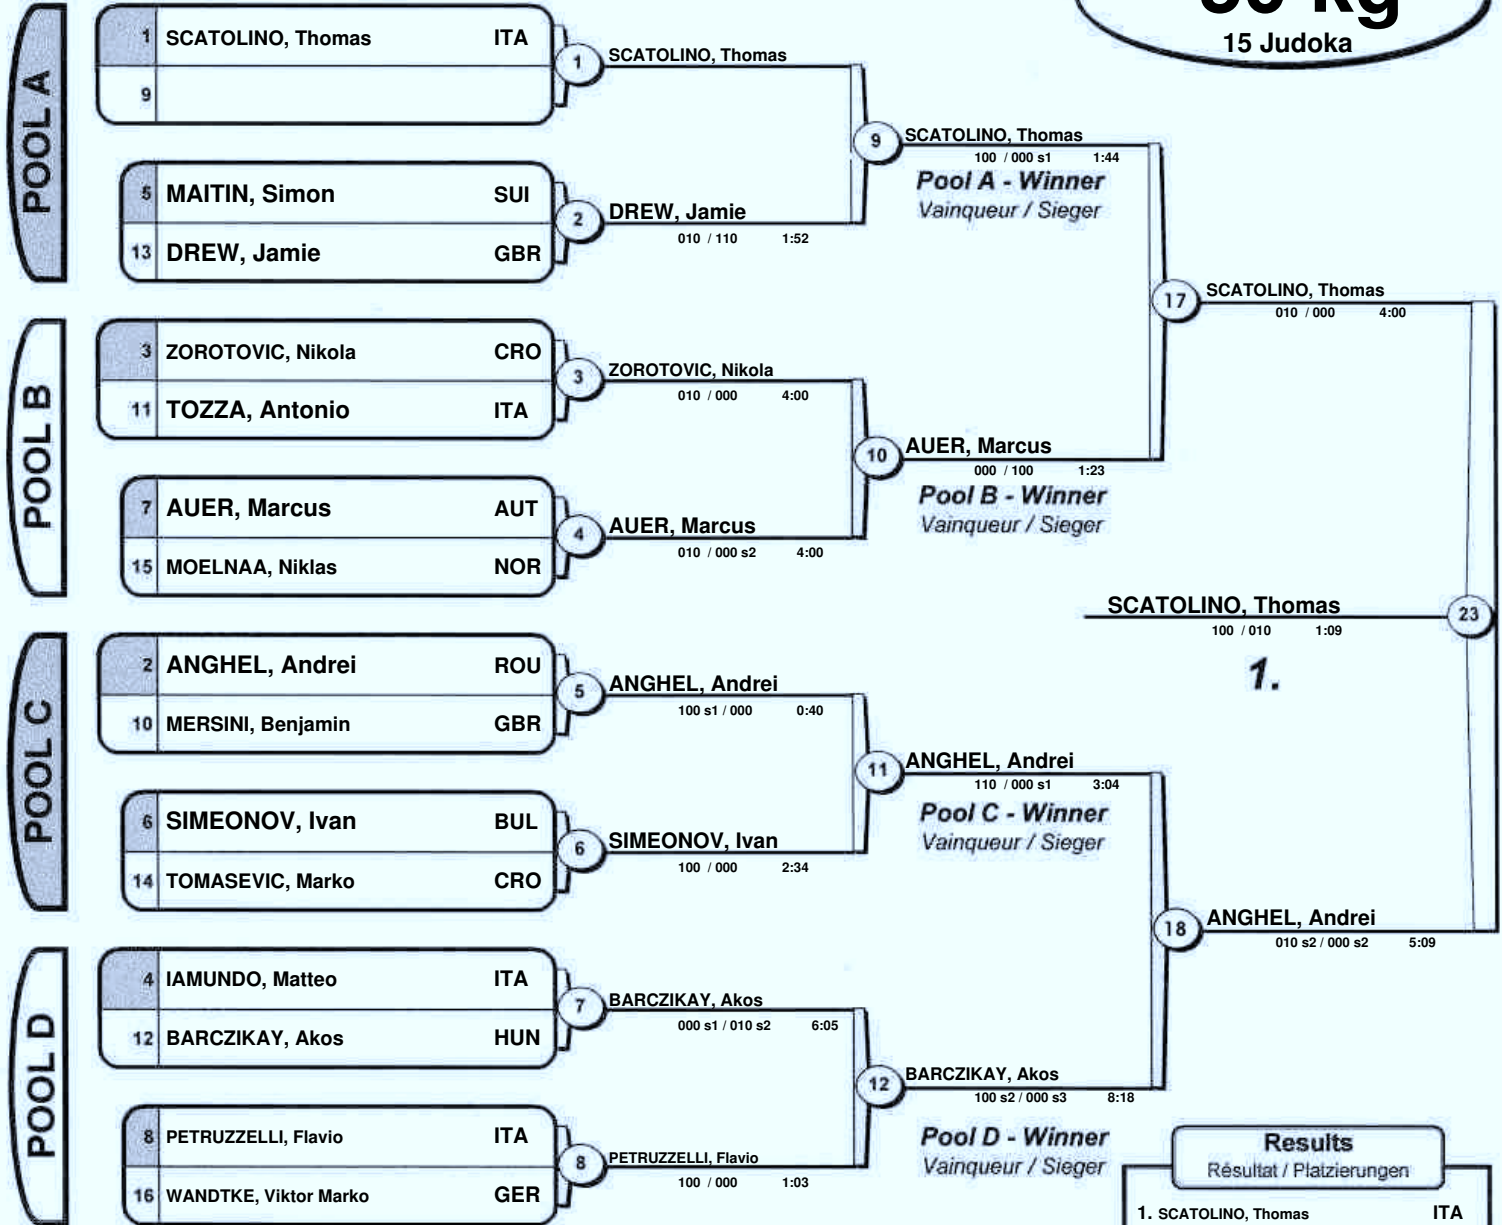 kg
15 Judoka
POOL A
1 SCATOLINO, Thomas ITA
9
5 MAITIN, Simon SUI
13 DREW, Jamie GBR
1 SCATOLINO, Thomas
2 DREW, Jamie
010 / 110 1:52
9 SCATOLINO, Thomas
100 / 000 s1 1:44
Pool A - Winner
Vainqueur / Sieger
POOL B
3 ZOROTOVIC, Nikola CRO
11 TOZZA, Antonio ITA
7 AUER, Marcus AUT
15 MOELNAA, Niklas NOR
3 ZOROTOVIC, Nikola
010 / 000 4:00
4 AUER, Marcus
010 / 000 s2 4:00
10 AUER, Marcus
000 / 100 1:23
Pool B - Winner
Vainqueur / Sieger
17 SCATOLINO, Thomas
010 / 000 4:00
SCATOLINO, Thomas 23
100 / 010 1:09
1.
POOL C
2 ANGHEL, Andrei ROU
10 MERSINI, Benjamin GBR
6 SIMEONOV, Ivan BUL
14 TOMASEVIC, Marko CRO
5 ANGHEL, Andrei
100 s1 / 000 0:40
6 SIMEONOV, Ivan
100 / 000 2:34
11 ANGHEL, Andrei
110 / 000 s1 3:04
Pool C - Winner
Vainqueur / Sieger
18 ANGHEL, Andrei
010 s2 / 000 s2 5:09
POOL D
4 IAMUNDO, Matteo ITA
12 BARCZIKAY, Akos HUN
8 PETRUZZELLI, Flavio ITA
16 WANDTKE, Viktor Marko GER
7 BARCZIKAY, Akos
000 s1 / 010 s2 6:05
8 PETRUZZELLI, Flavio
100 / 000 1:03
12 BARCZIKAY, Akos
100 s2 / 000 s3 8:18
Pool D - Winner
Vainqueur / Sieger
Results
Résultat / Platzierungen
1. SCATOLINO, Thomas ITA